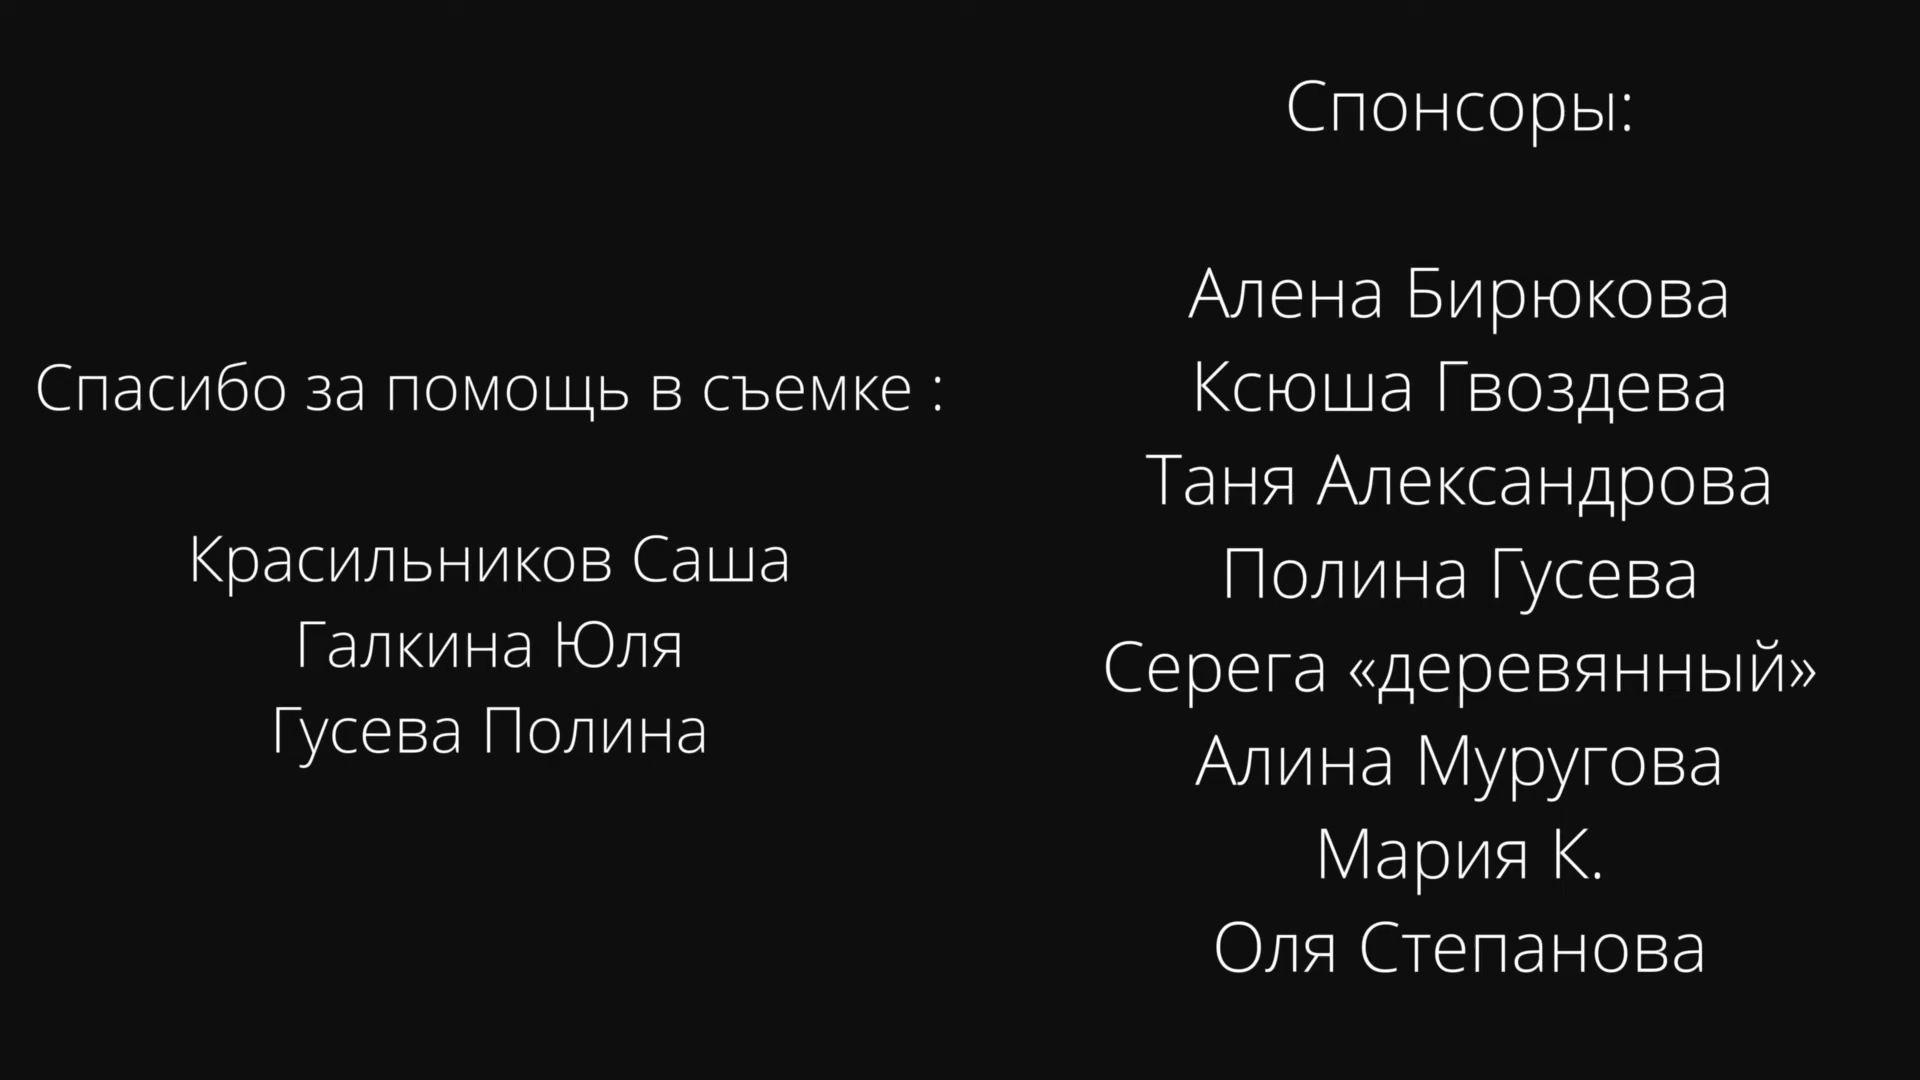 Спасибо за помощь в съемке :
Красильников Саша
Галкина Юля
Гусева Полина
Спонсоры:
Алена Бирюкова
Ксюша Гвоздева
Таня Александрова
Полина Гусева
Серега «деревянный»
Алина Муругова
Мария К.
Оля Степанова